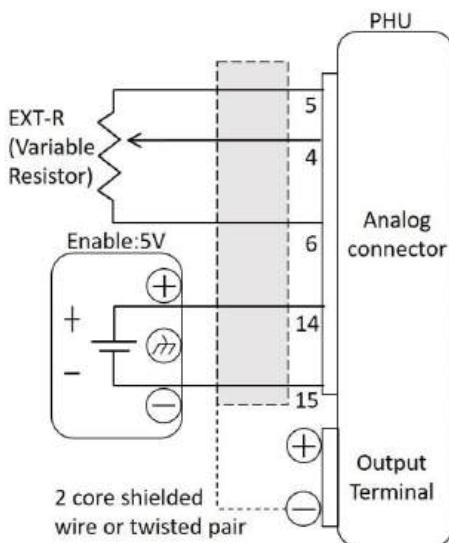 PHU
5
EXT-R
(Variable
Resistor)
4
6
Analog
connector
Enable:5V
+
+
14
-
-
15
+
Output
Terminal
-
2 core shielded
wire or twisted pair